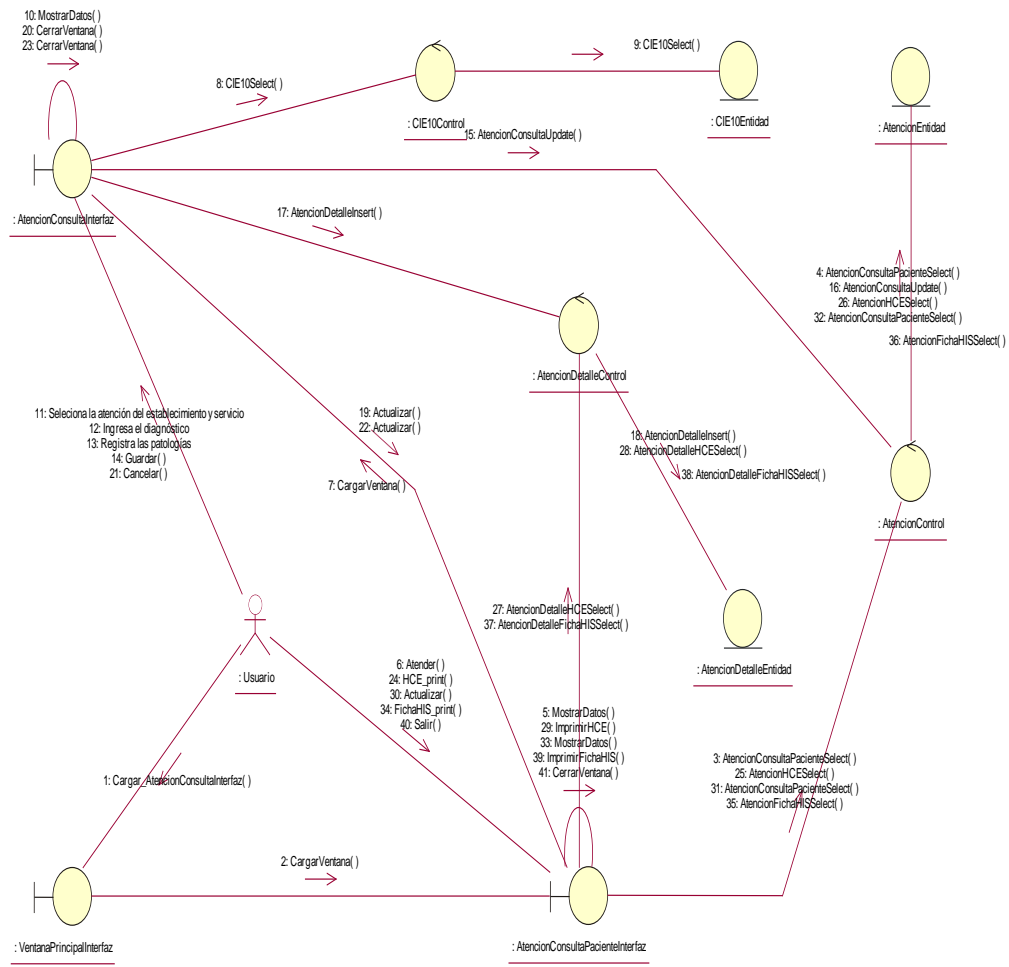 10: MostrarDatos( )
20: CerrarVentana( )
23: CerrarVentana( )
8: CIE10Select( )
9: CIE10Select( )
: CIE10Control
: CIE10Entidad
: AtencionEntidad
15: AtencionConsultaUpdate( )
: AtencionConsultaInterfaz
17: AtencionDetalleInsert( )
4: AtencionConsultaPacienteSelect( )
16: AtencionConsultaUpdate( )
26: AtencionHCESelect( )
32: AtencionConsultaPacienteSelect( )
36: AtencionFichaHISSelect( )
: AtencionDetalleControl
11: Seleciona la atención del establecimiento y servicio
12: Ingresa el diagnóstico
13: Registra las patologías
14: Guardar( )
21: Cancelar( )
19: Actualizar( )
22: Actualizar( )
7: CargarVentana( )
18: AtencionDetalleInsert( )
28: AtencionDetalleHCESelect( )
38: AtencionDetalleFichaHISSelect( )
: AtencionControl
27: AtencionDetalleHCESelect( )
37: AtencionDetalleFichaHISSelect( )
: AtencionDetalleEntidad
: Usuario
6: Atender( )
24: HCE_print( )
30: Actualizar( )
34: FichaHIS_print( )
40: Salir( )
5: MostrarDatos( )
29: ImprimirHCE( )
33: MostrarDatos( )
39: ImprimirFichaHIS( )
41: CerrarVentana( )
3: AtencionConsultaPacienteSelect( )
25: AtencionHCESelect( )
31: AtencionConsultaPacienteSelect( )
35: AtencionFichaHISSelect( )
1: Cargar_AtencionConsultaInterfaz( )
2: CargarVentana( )
: VentanaPrincipalInterfaz
: AtencionConsultaPacienteInterfaz